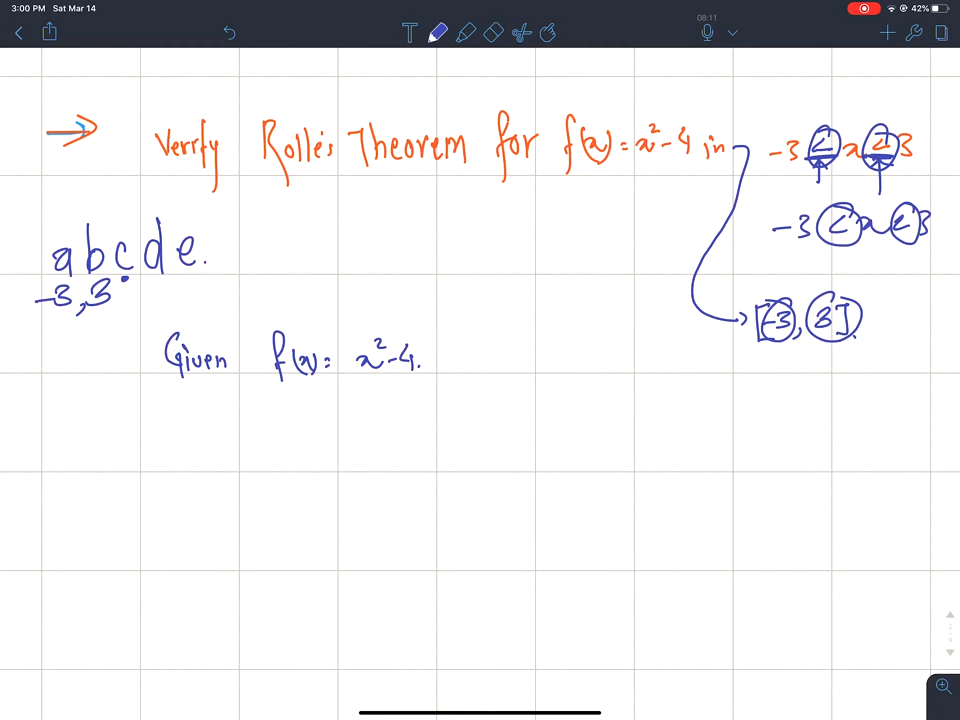 3:00 PM Sat Mar 14
42%
T
08:11
→ Verify Rolle's Theorem for f(x) = x² - 4 in -3 ≤ x ≤ 3
-3 < x < 3
a b c d e.
-3, 3
[-3, 3].
Given f(x) = x² - 4.